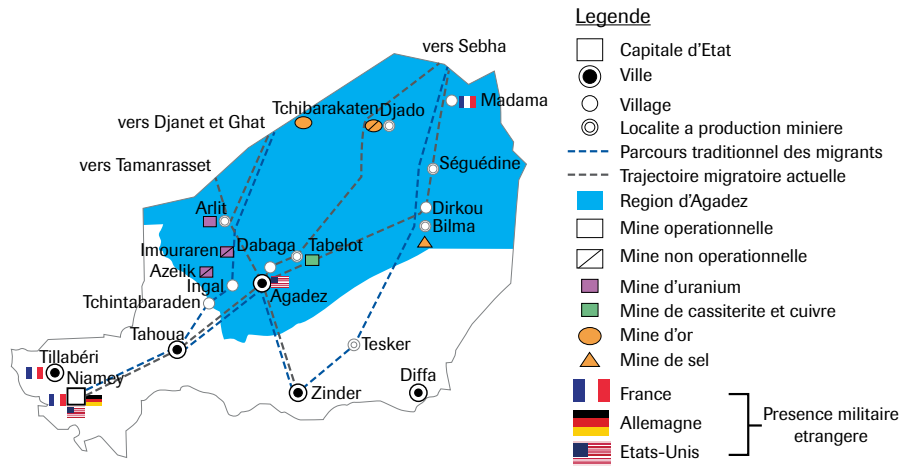 vers Sebha
Tchibarakaten
Djado
Madama
vers Djanet et Ghat
vers Tamanrasset
Séguédine
Arlit
Dirkou
Bilma
Imouraren
Dabaga
Tabelot
Azelik
Ingal
Agadez
Tchintabaraden
Tahoua
Tesker
Tillabéri
Niamey
Zinder
Diffa
Legende
Capitale d'Etat
Ville
Village
Localite a production miniere
Parcours traditionnel des migrants
Trajectoire migratoire actuelle
Region d'Agadez
Mine operationnelle
Mine non operationnelle
Mine d'uranium
Mine de cassiterite et cuivre
Mine d'or
Mine de sel
France
Allemagne
Etats-Unis
Presence militaire
etrangere